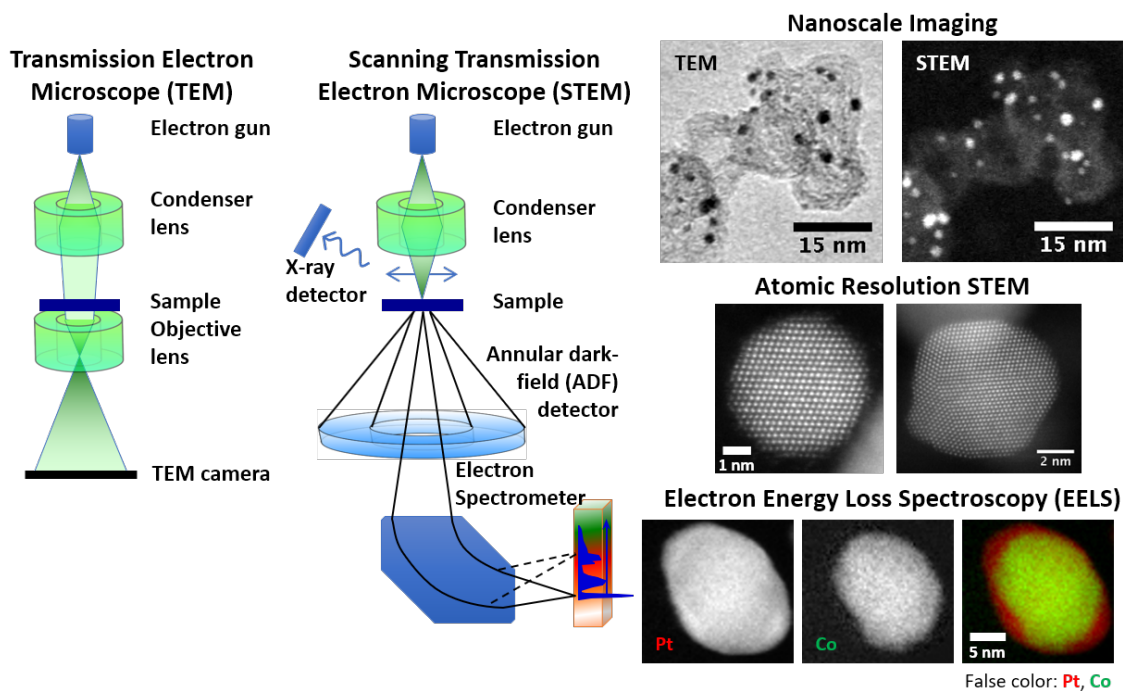 Transmission Electron
Microscope (TEM)
Electron gun
Condenser
lens
Sample
Objective
lens
TEM camera
Scanning Transmission
Electron Microscope (STEM)
Electron gun
Condenser
lens
X-ray
detector
Sample
Annular dark-
field (ADF)
detector
Electron
Spectrometer
Nanoscale Imaging
TEM
15 nm
STEM
15 nm
Atomic Resolution STEM
1 nm
2 nm
Electron Energy Loss Spectroscopy (EELS)
Pt
Co
5 nm
False color: Pt, Co